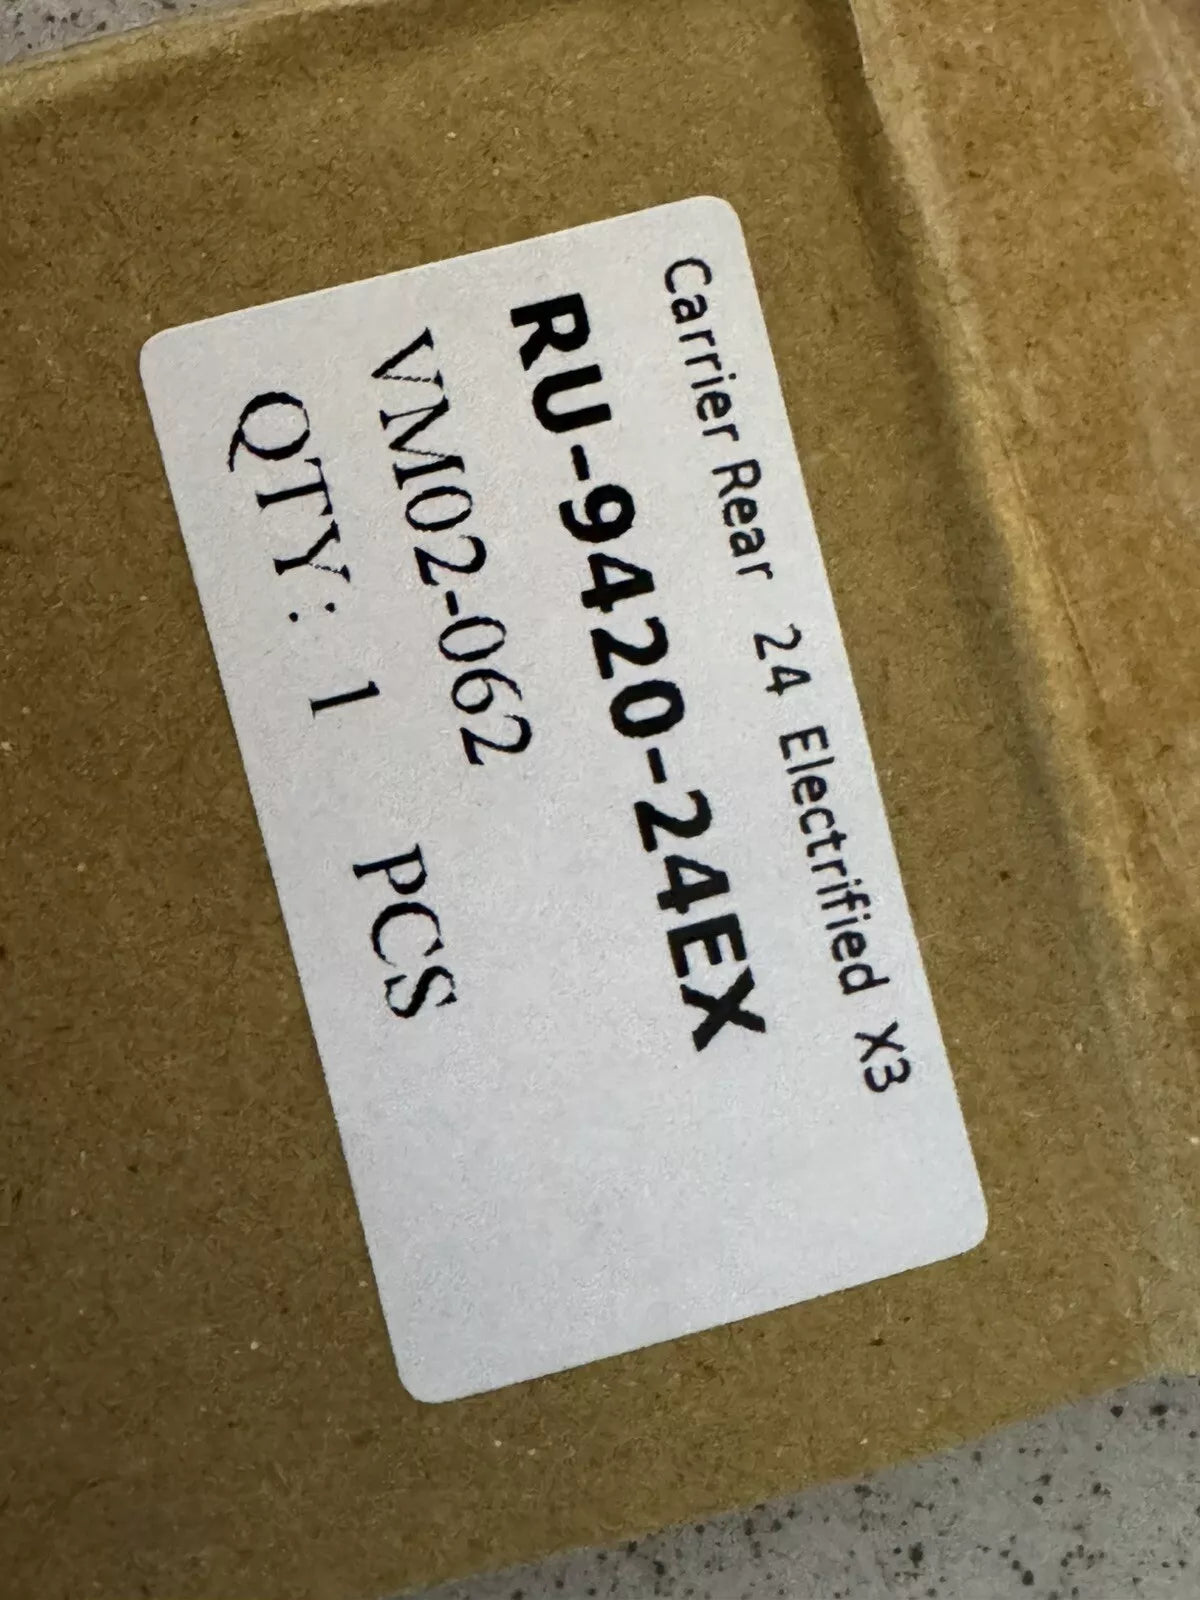 Carrier Rear 24 Electrified X3
RU-9420-24EX
VM02-062
QTY: 1 PCS